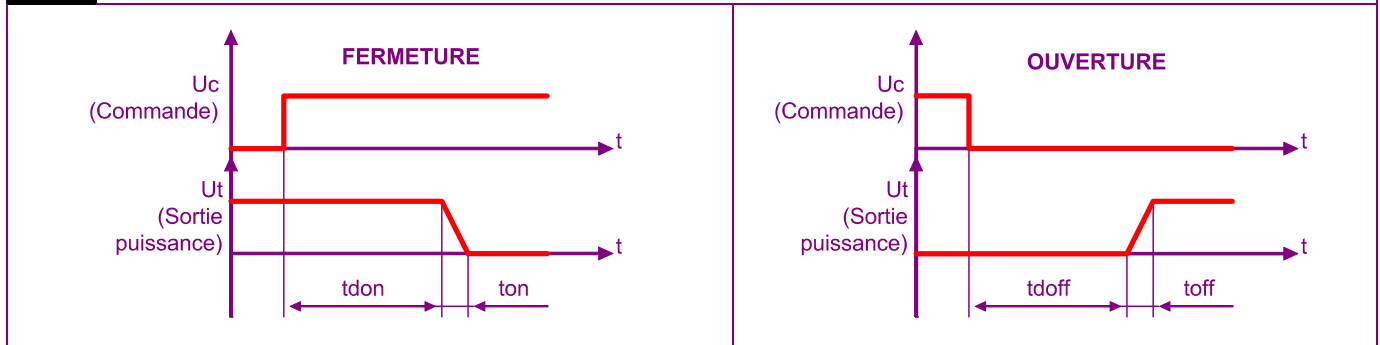 FERMETURE
Uc
(Commande)
t
Ut
(Sortie
puissance)
t
tdon
ton
OUVERTURE
Uc
(Commande)
t
Ut
(Sortie
puissance)
t
tdoff
toff